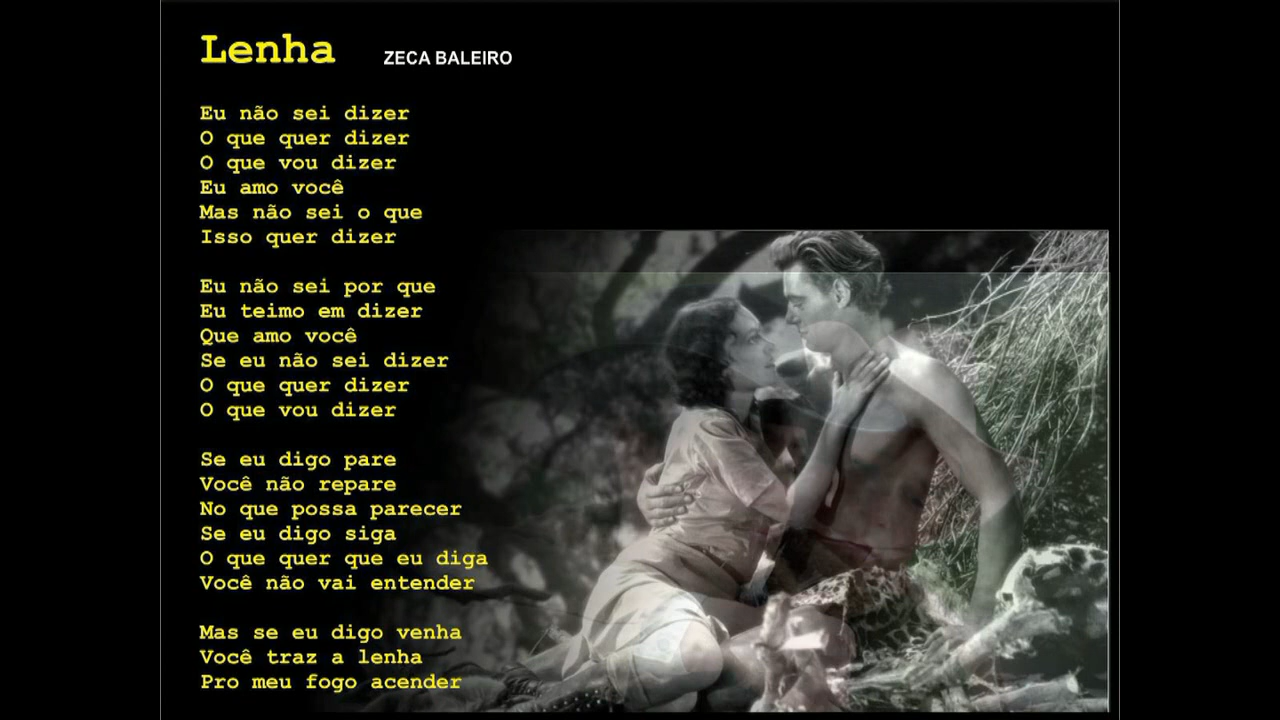 Lenha ZECA BALEIRO
Eu não sei dizer
O que quer dizer
O que vou dizer
Eu amo você
Mas não sei o que
Isso quer dizer
Eu não sei por que
Eu teimo em dizer
Que amo você
Se eu não sei dizer
O que quer dizer
O que vou dizer
Se eu digo pare
Você não repare
No que possa parecer
Se eu digo siga
O que quer que eu diga
Você não vai entender
Mas se eu digo venha
Você traz a lenha
Pro meu fogo acender